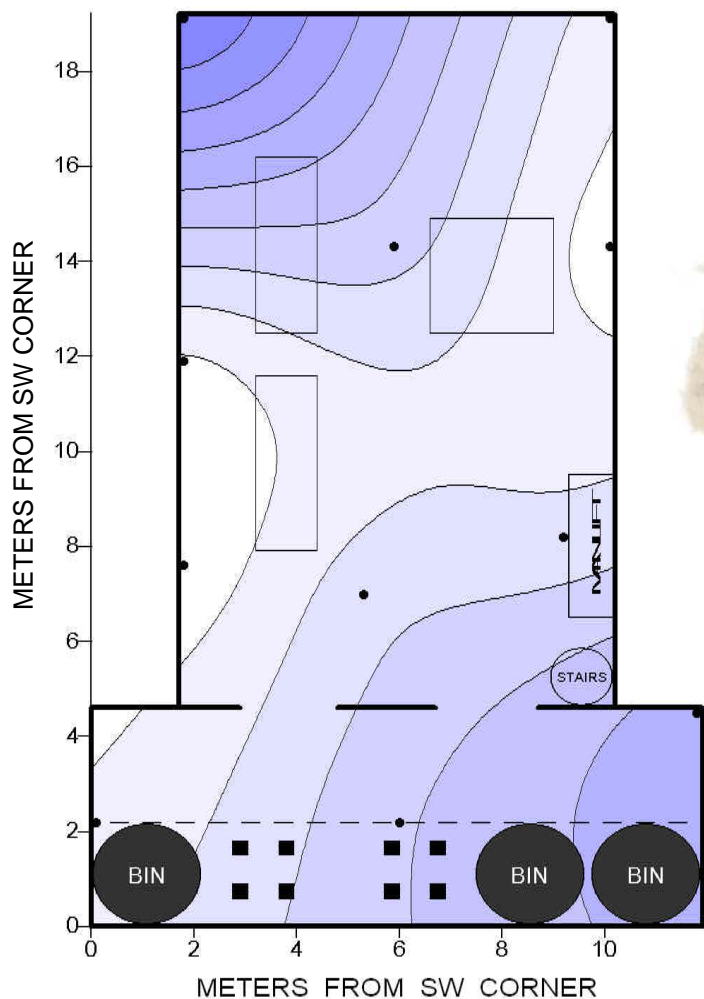 METERS FROM SW CORNER
18
16
14
12
10
8
6
4
2
0
MANLIFT
STAIRS
BIN
BIN
BIN
0
2
4
6
8
10
METERS FROM SW CORNER